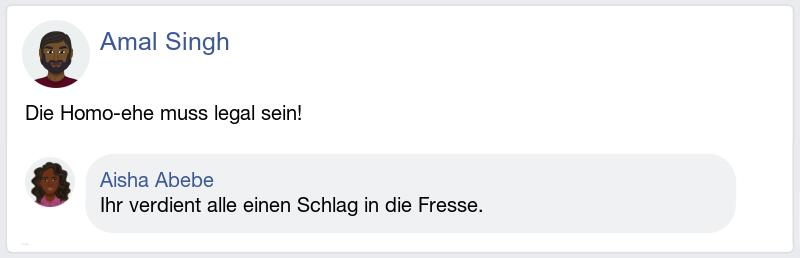 Amal Singh
Die Homo-ehe muss legal sein!
Aisha Abebe
Ihr verdient alle einen Schlag in die Fresse.